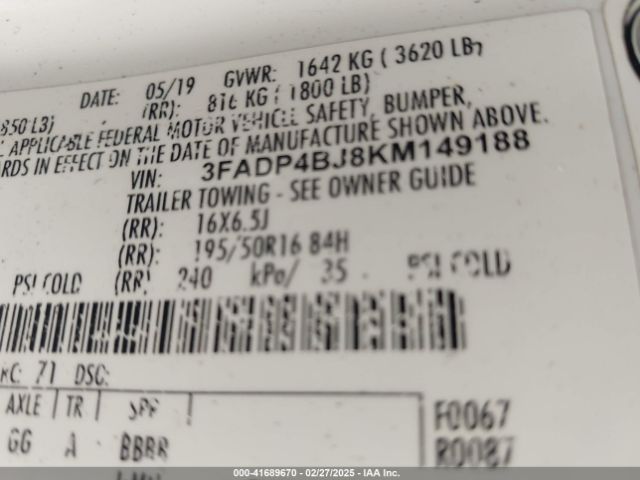 DATE: 05/19 GVWR: 1642 KG ( 3620 LB)
850 L3) (RR): 816 KG ( 1800 LB)
APPLICABLE FEDERAL MOTOR VEHICLE SAFETY, BUMPER,
RDS IN EFFECT ON THE DATE OF MANUFACTURE SHOWN ABOVE.
VIN: 3FADP4BJ8KM149188
TRAILER TOWING - SEE OWNER GUIDE
(RR): 16X6.5J
(RR): 195/50R16 84H
PSI COLD (RR) 240 kPa/ 35 PSI COLD
RC: 71 DSC:
AXLE TR SPR F0067
GG A BBBR R0087
000-41689670 - 02/27/2025 - IAA Inc.